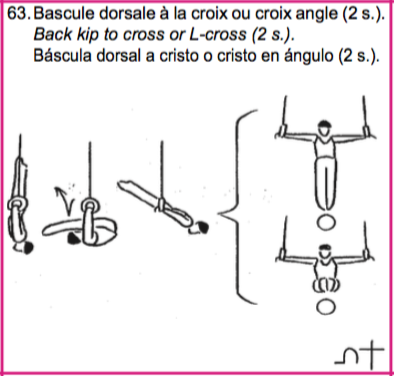 63. Bascule dorsale à la croix ou croix angle (2 s.).
Back kip to cross or L-cross (2 s.).
Báscula dorsal a cristo o cristo en ángulo (2 s.).